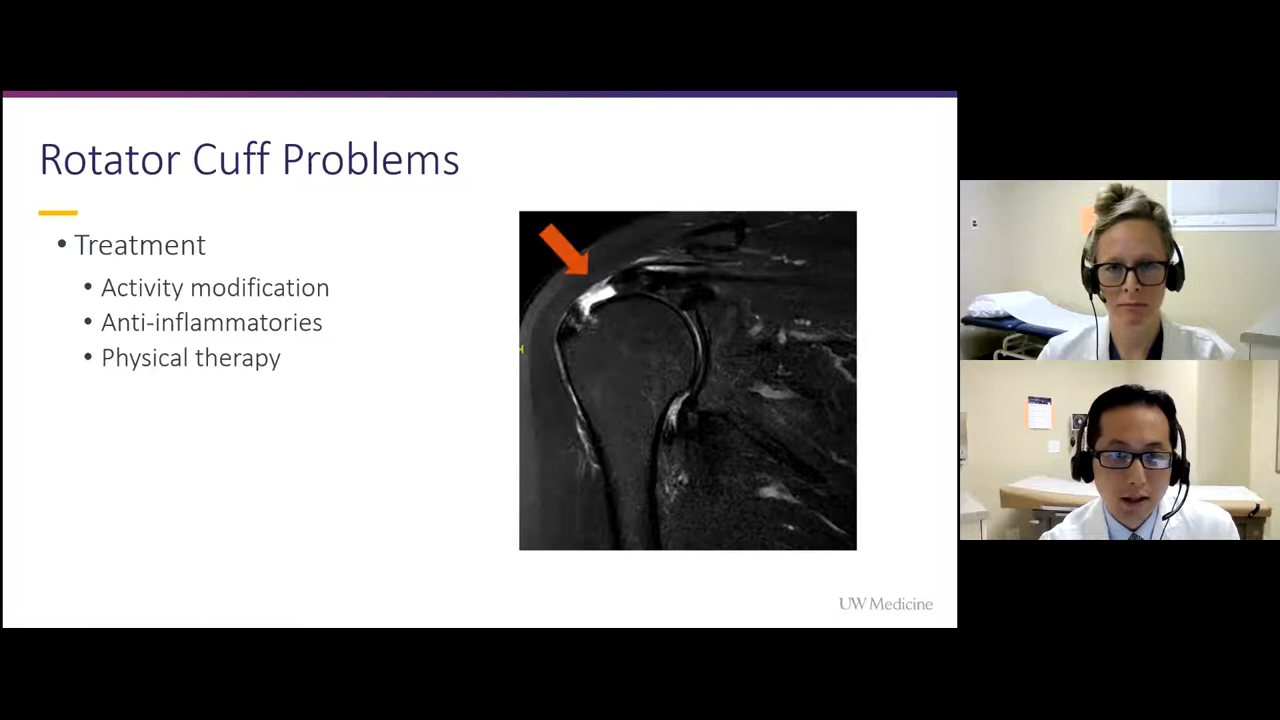 Rotator Cuff Problems
• Treatment
• Activity modification
• Anti-inflammatories
• Physical therapy
UW Medicine